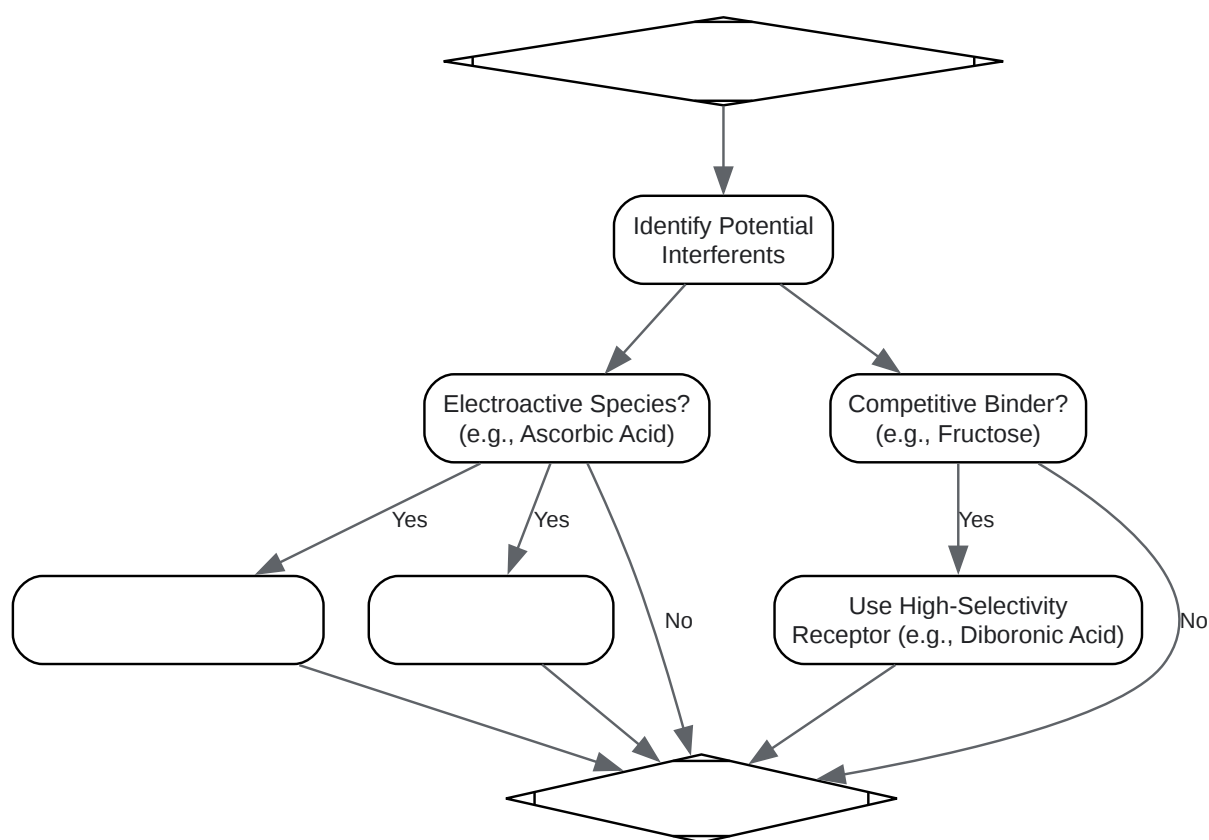 Identify Potential
Interferents
Electroactive Species?
(e.g., Ascorbic Acid)
Competitive Binder?
(e.g., Fructose)
Yes
Yes
Yes
Use High-Selectivity
Receptor (e.g., Diboronic Acid)
No
No